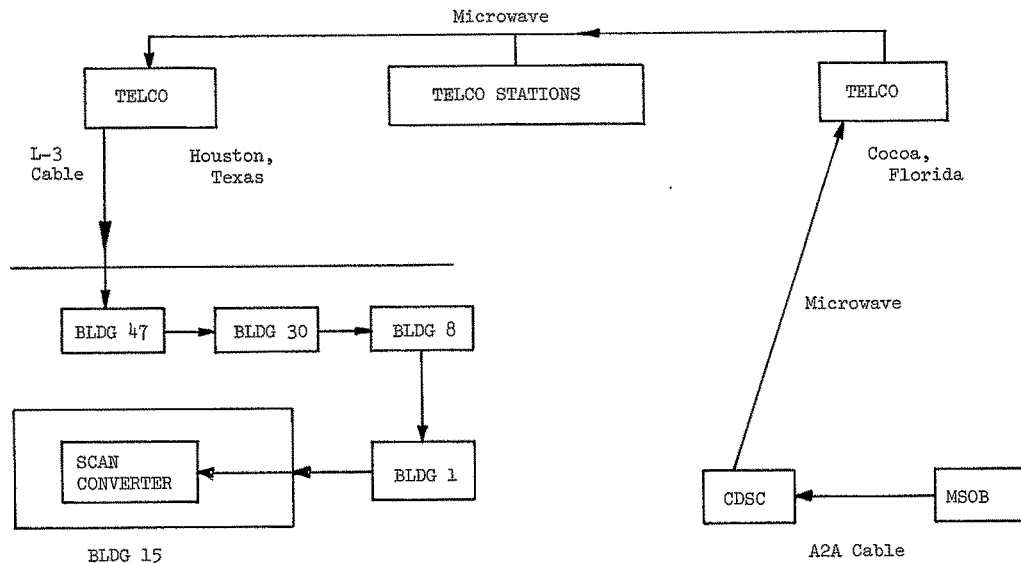 Microwave
TELCO
TELCO STATIONS
TELCO
L-3
Cable
Houston,
Texas
Cocoa,
Florida
Microwave
BLDG 47
BLDG 30
BLDG 8
SCAN
CONVERTER
BLDG 1
CDSC
MSOB
BLDG 15
A2A Cable